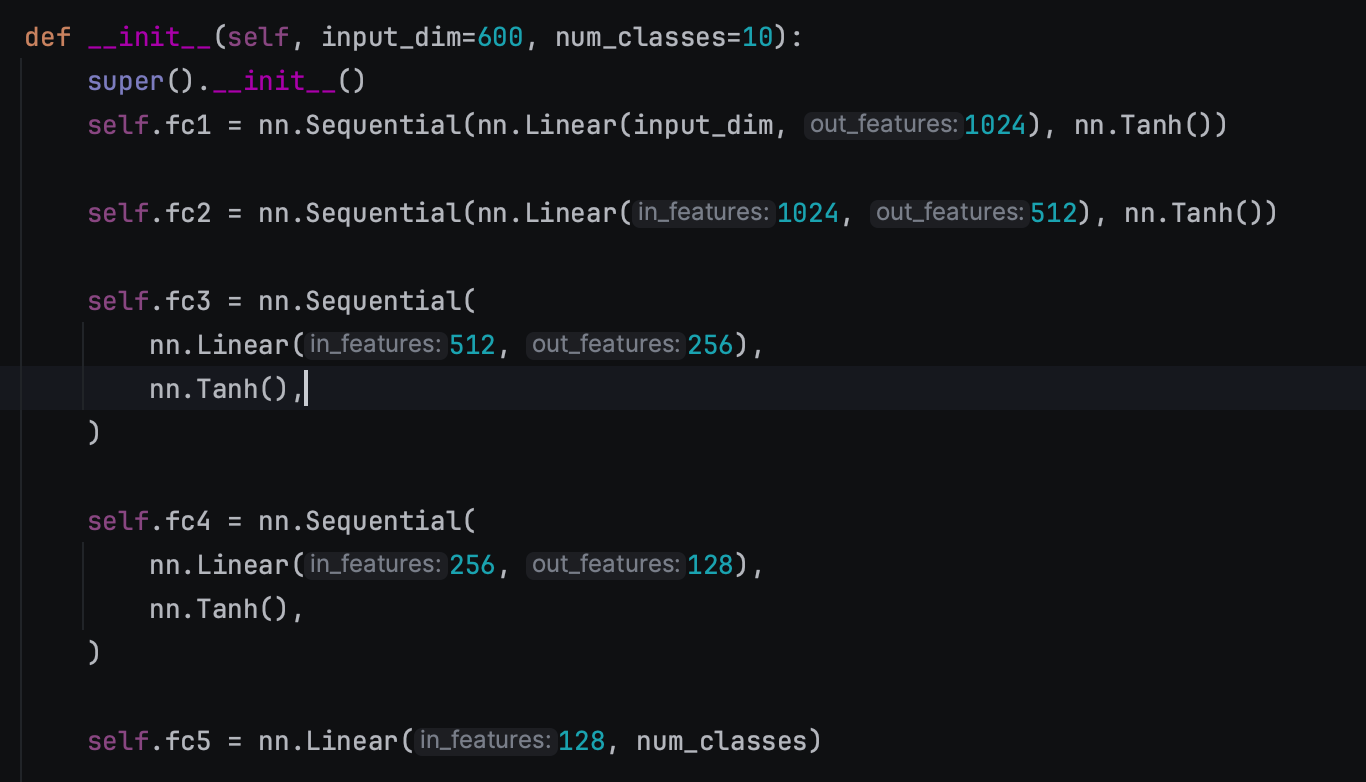 def __init__(self, input_dim=600, num_classes=10):
super().__init__()
self.fc1 = nn.Sequential(nn.Linear(input_dim, out_features: 1024), nn.Tanh())
self.fc2 = nn.Sequential(nn.Linear(in_features: 1024, out_features: 512), nn.Tanh())
self.fc3 = nn.Sequential(
nn.Linear(in_features: 512, out_features: 256),
nn.Tanh(),
)
self.fc4 = nn.Sequential(
nn.Linear(in_features: 256, out_features: 128),
nn.Tanh(),
)
self.fc5 = nn.Linear(in_features: 128, num_classes)